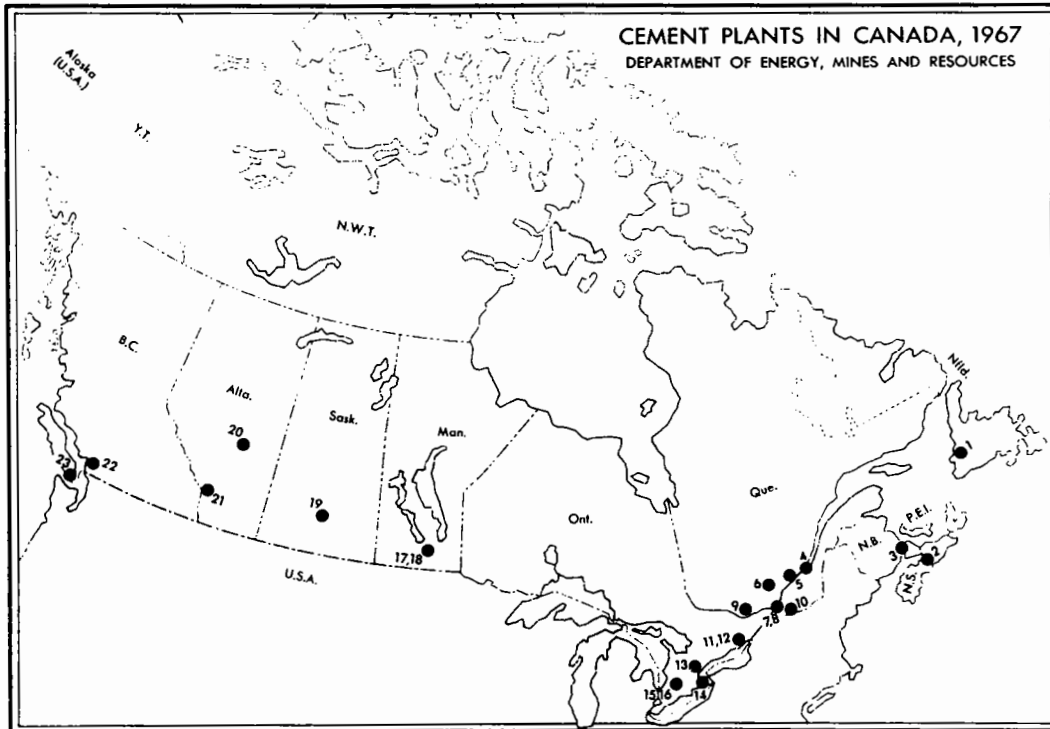 CEMENT PLANTS IN CANADA, 1967
DEPARTMENT OF ENERGY, MINES AND RESOURCES
Alaska
(U.S.A.)
Y.T.
N.W.T.
B.C.
Alta.
Sask.
Man.
Ont.
Que.
Nfld.
P.E.I.
N.B.
N.S.
U.S.A.
1
2
3
4
5
6
7,8
9
10
11,12
13
14
15,16
17,18
19
20
21
22
23